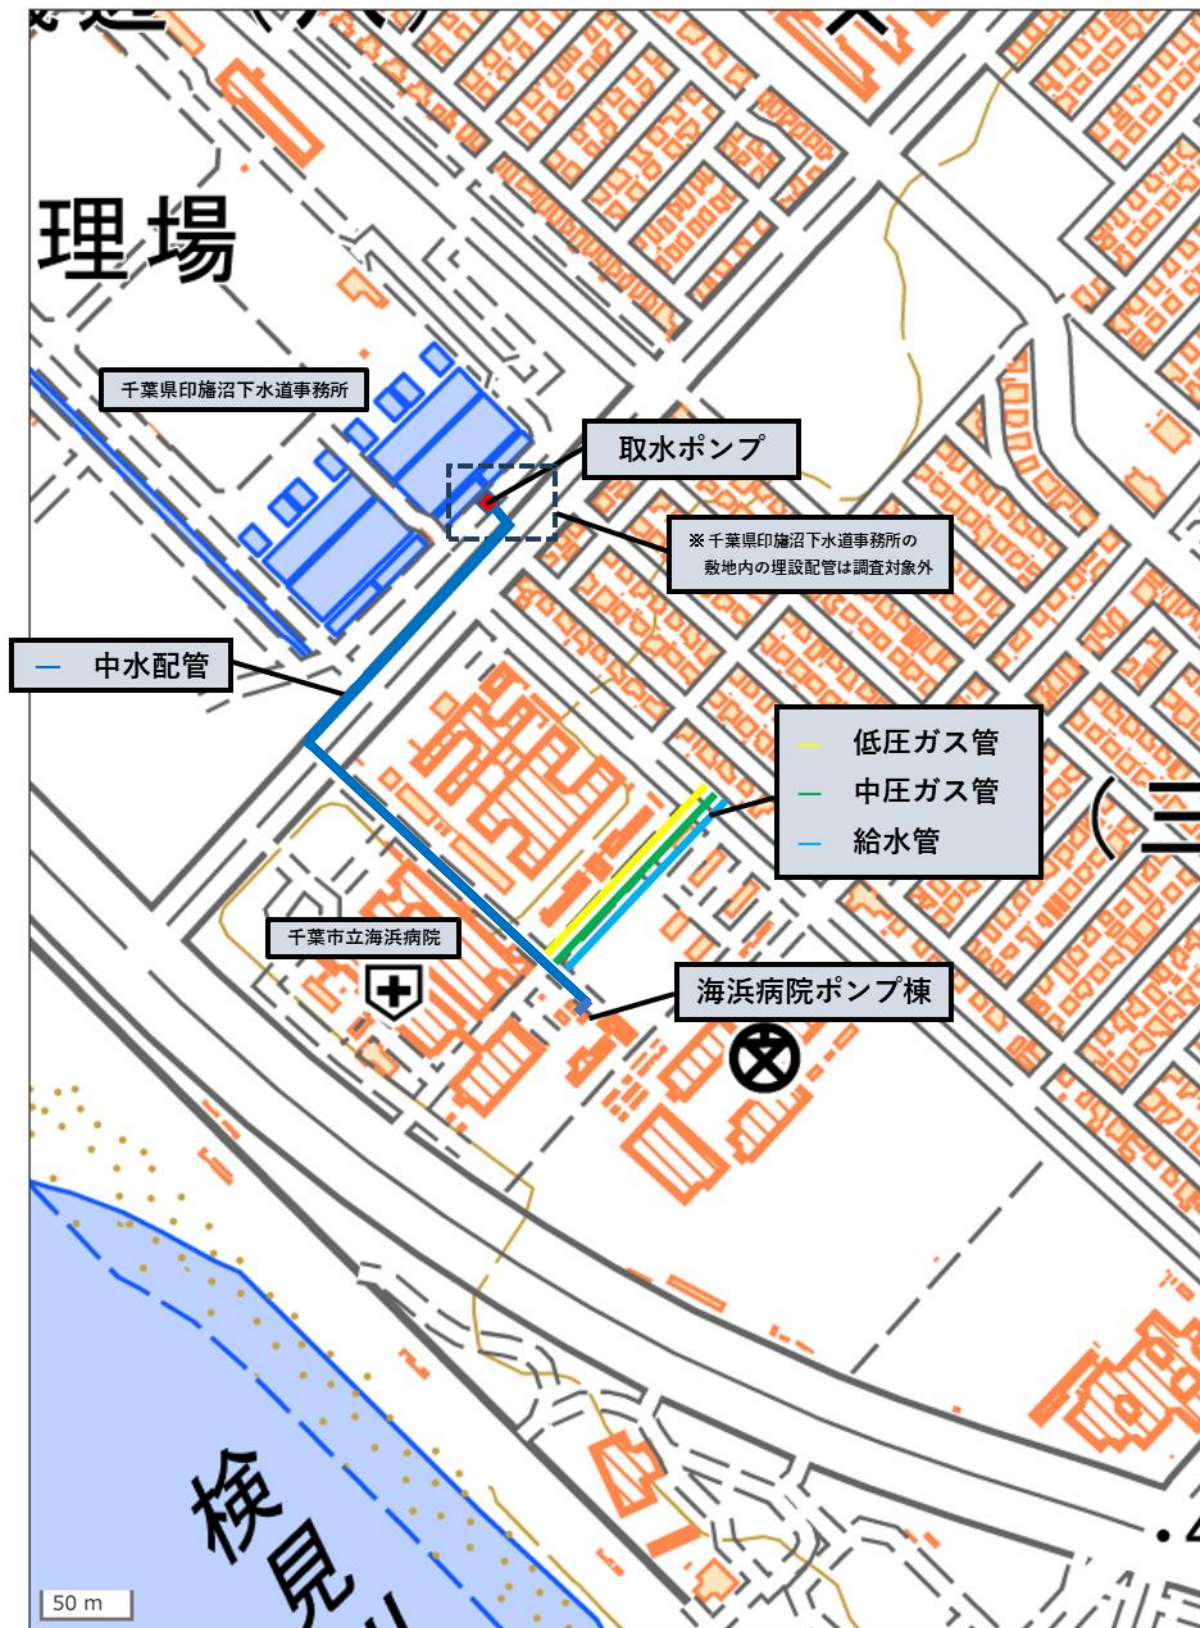 理場
千葉県印旛沼下水道事務所
取水ポンプ
※千葉県印旛沼下水道事務所の
敷地内の埋設配管は調査対象外
中水配管
低圧ガス管
中圧ガス管
給水管
(三
千葉市立海浜病院
海浜病院ポンプ棟
検
見
50 m